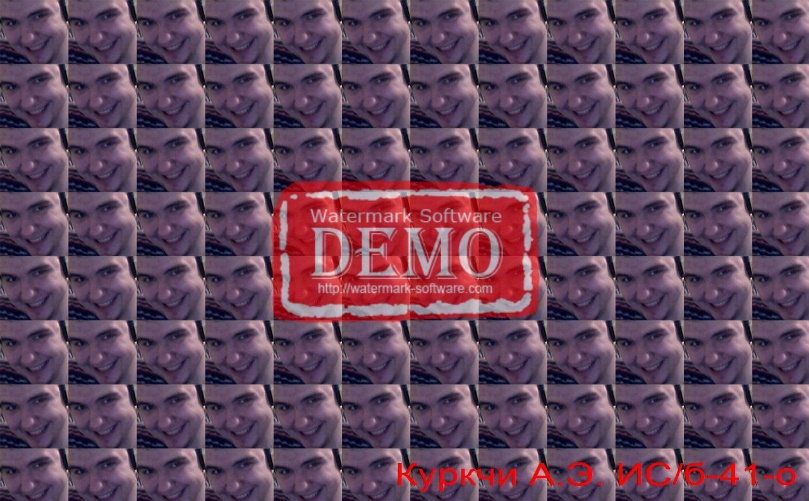 Watermark Software
DEMO
http://watermark-software.com
Куркчи А.Э. ИС/б-41-о